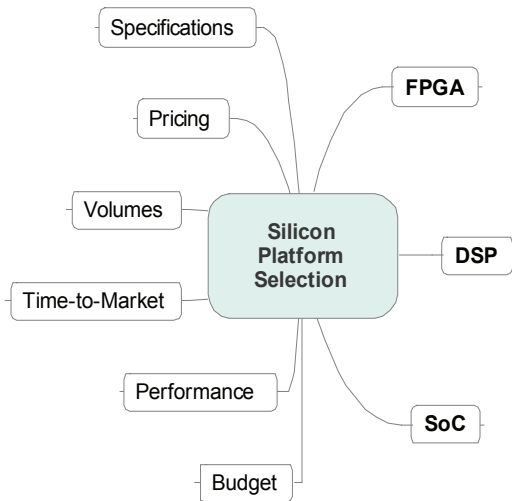 Specifications
FPGA
Pricing
Volumes
Silicon
Platform
Selection
DSP
Time-to-Market
Performance
SoC
Budget